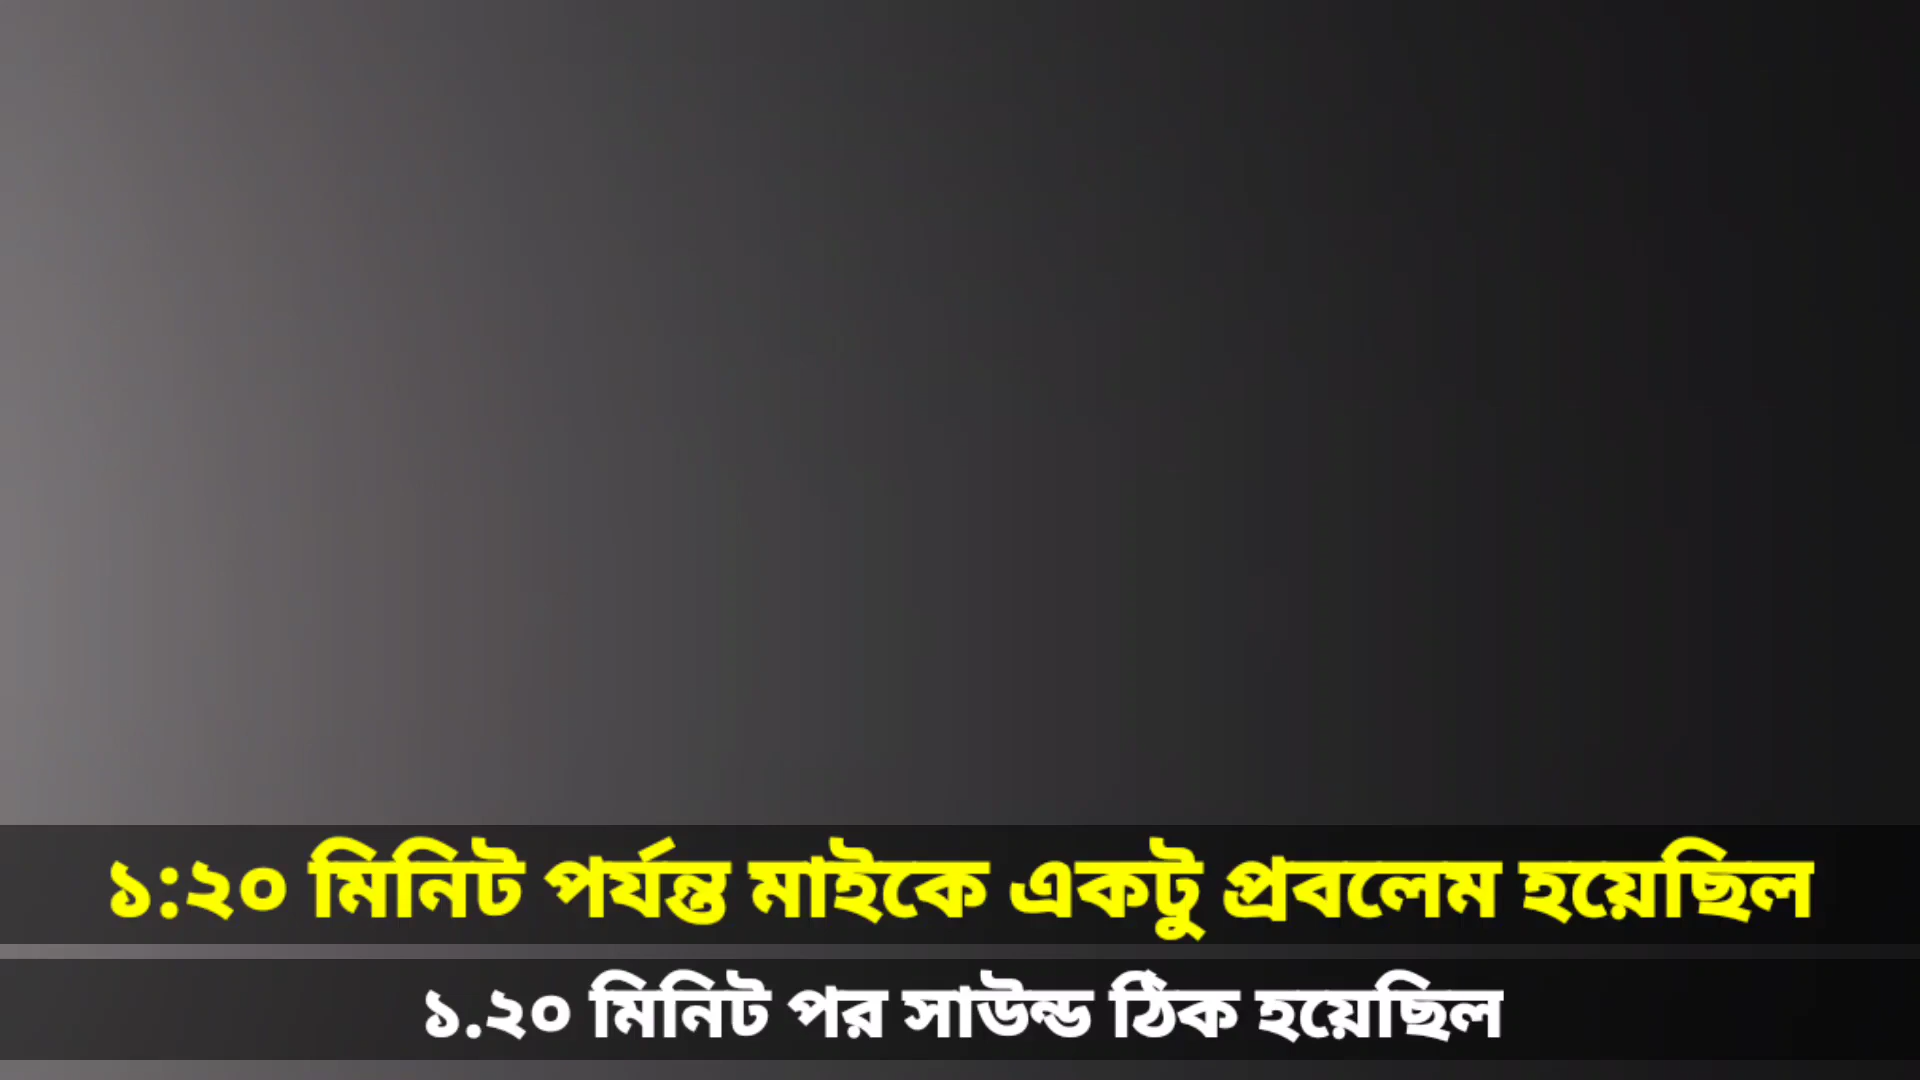 ১:২০ মিনিট পর্যন্ত মাইকে একটু প্রবলেম হয়েছিল
১.২০ মিনিট পর সাউন্ড ঠিক হয়েছিল